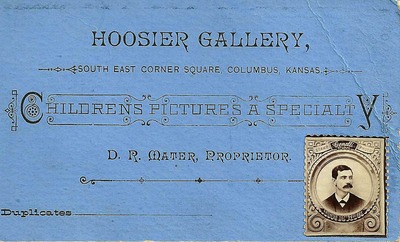 HOOSIER GALLERY,
SOUTH EAST CORNER SQUARE, COLUMBUS, KANSAS.
CHILDREN'S PICTURES A SPECIALTY
D. R. MATER, PROPRIETOR.
Duplicates